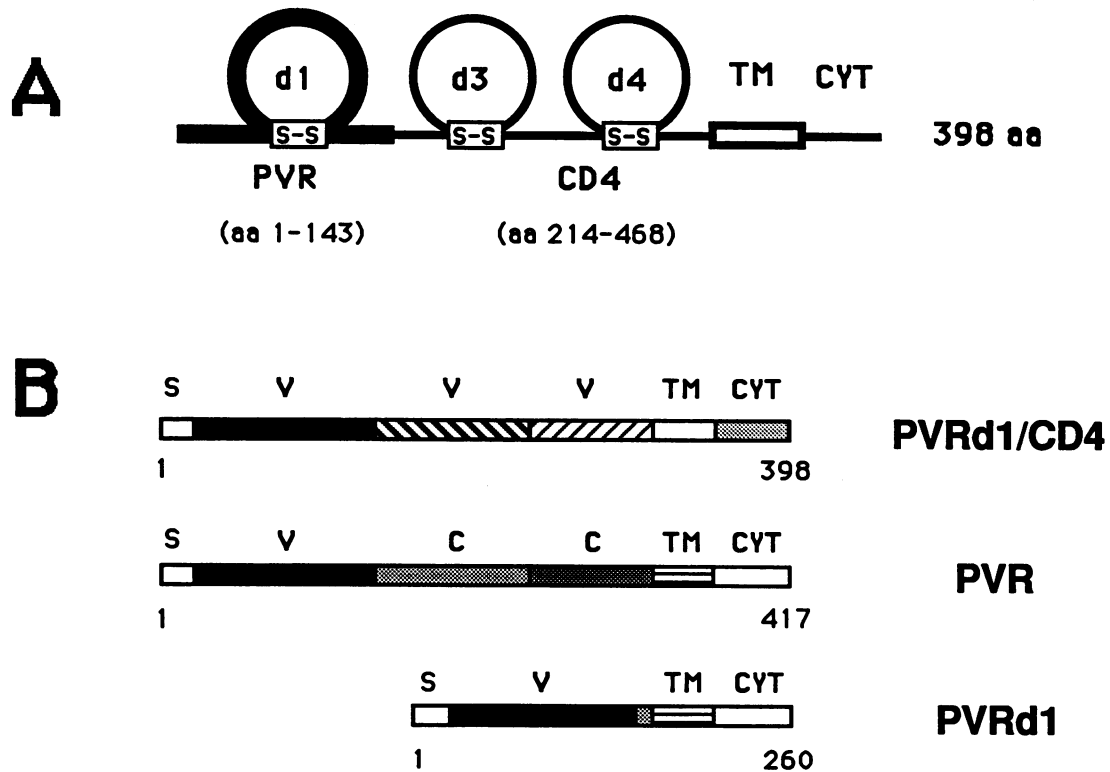 A
d1 d3 d4 TM CYT
S-S S-S S-S 398 aa
PVR CD4
(aa 1-143) (aa 214-468)
B
S V V V TM CYT
PVRd1/CD4
1 398
S V C C TM CYT
PVR
1 417
S V TM CYT
PVRd1
1 260